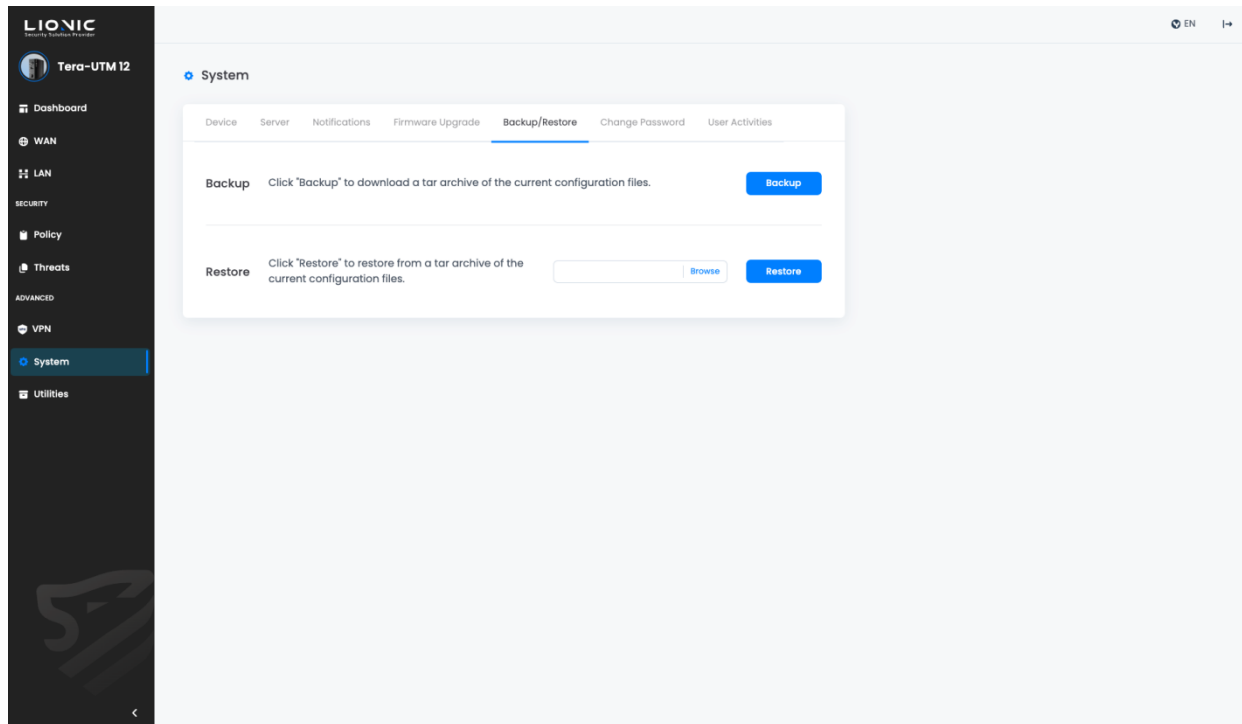 LIONIC
Security Solution Provider
EN
Tera-UTM 12
System
Dashboard
WAN
LAN
SECURITY
Policy
Threats
ADVANCED
VPN
System
Utilities
Device Server Notifications Firmware Upgrade Backup/Restore Change Password User Activities
Backup Click "Backup" to download a tar archive of the current configuration files. Backup
Restore Click "Restore" to restore from a tar archive of the
current configuration files. Browse Restore